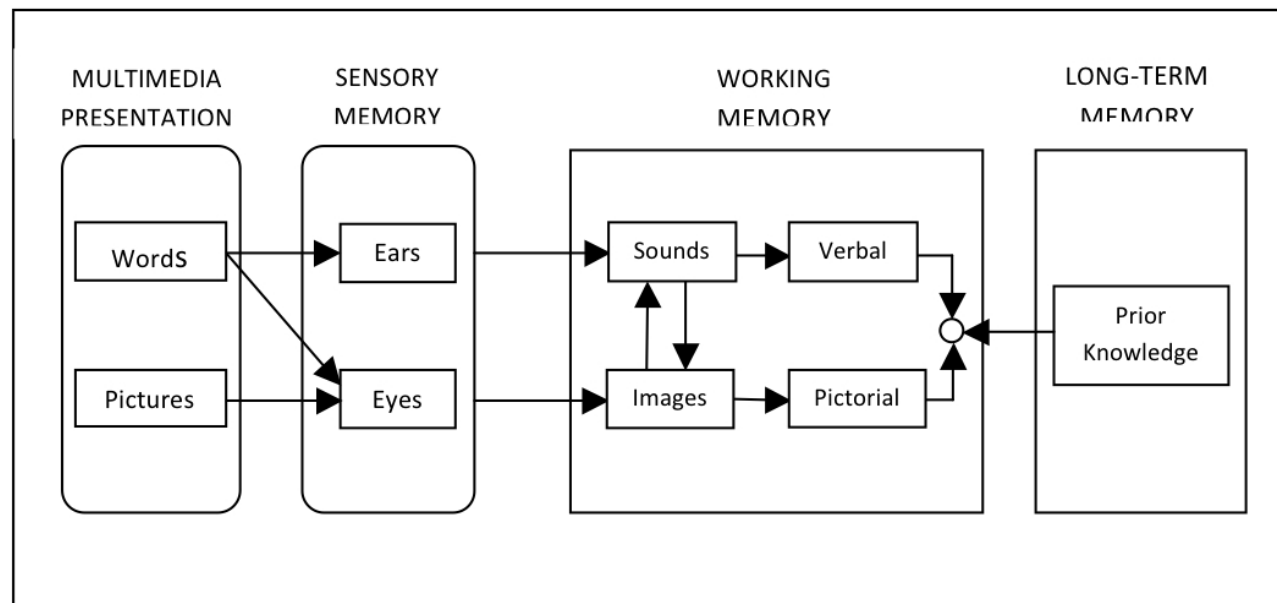 MULTIMEDIA
PRESENTATION
SENSORY
MEMORY
WORKING
MEMORY
LONG-TERM
MEMORY
Words
Ears
Sounds
Verbal
Prior
Knowledge
Pictures
Eyes
Images
Pictorial